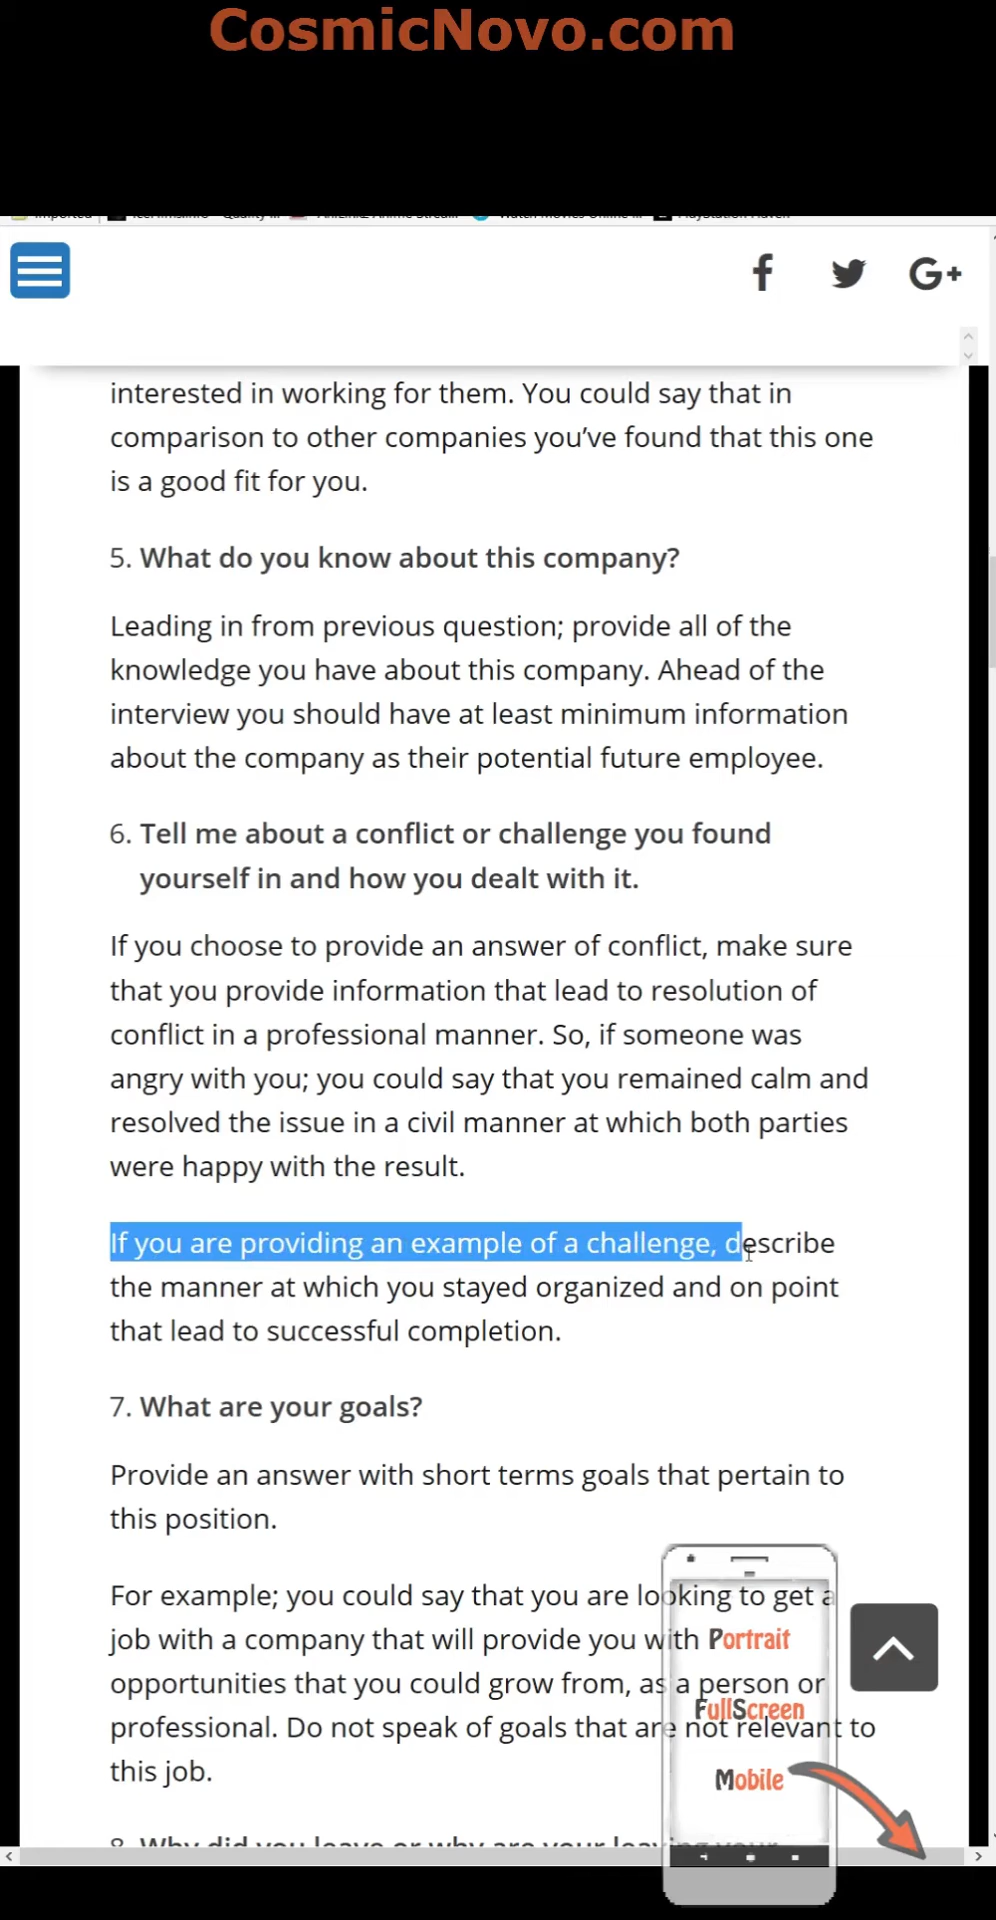 CosmicNovo.com
f G+
interested in working for them. You could say that in
comparison to other companies you’ve found that this one
is a good fit for you.
5. What do you know about this company?
Leading in from previous question; provide all of the
knowledge you have about this company. Ahead of the
interview you should have at least minimum information
about the company as their potential future employee.
6. Tell me about a conflict or challenge you found
yourself in and how you dealt with it.
If you choose to provide an answer of conflict, make sure
that you provide information that lead to resolution of
conflict in a professional manner. So, if someone was
angry with you; you could say that you remained calm and
resolved the issue in a civil manner at which both parties
were happy with the result.
If you are providing an example of a challenge, describe
the manner at which you stayed organized and on point
that lead to successful completion.
7. What are your goals?
Provide an answer with short terms goals that pertain to
this position.
For example; you could say that you are looking to get a
job with a company that will provide you with
opportunities that you could grow from, as a person or
professional. Do not speak of goals that are not relevant to
this job.
8. Why did you leave or why are your leaving your
Portrait
FullScreen
Mobile